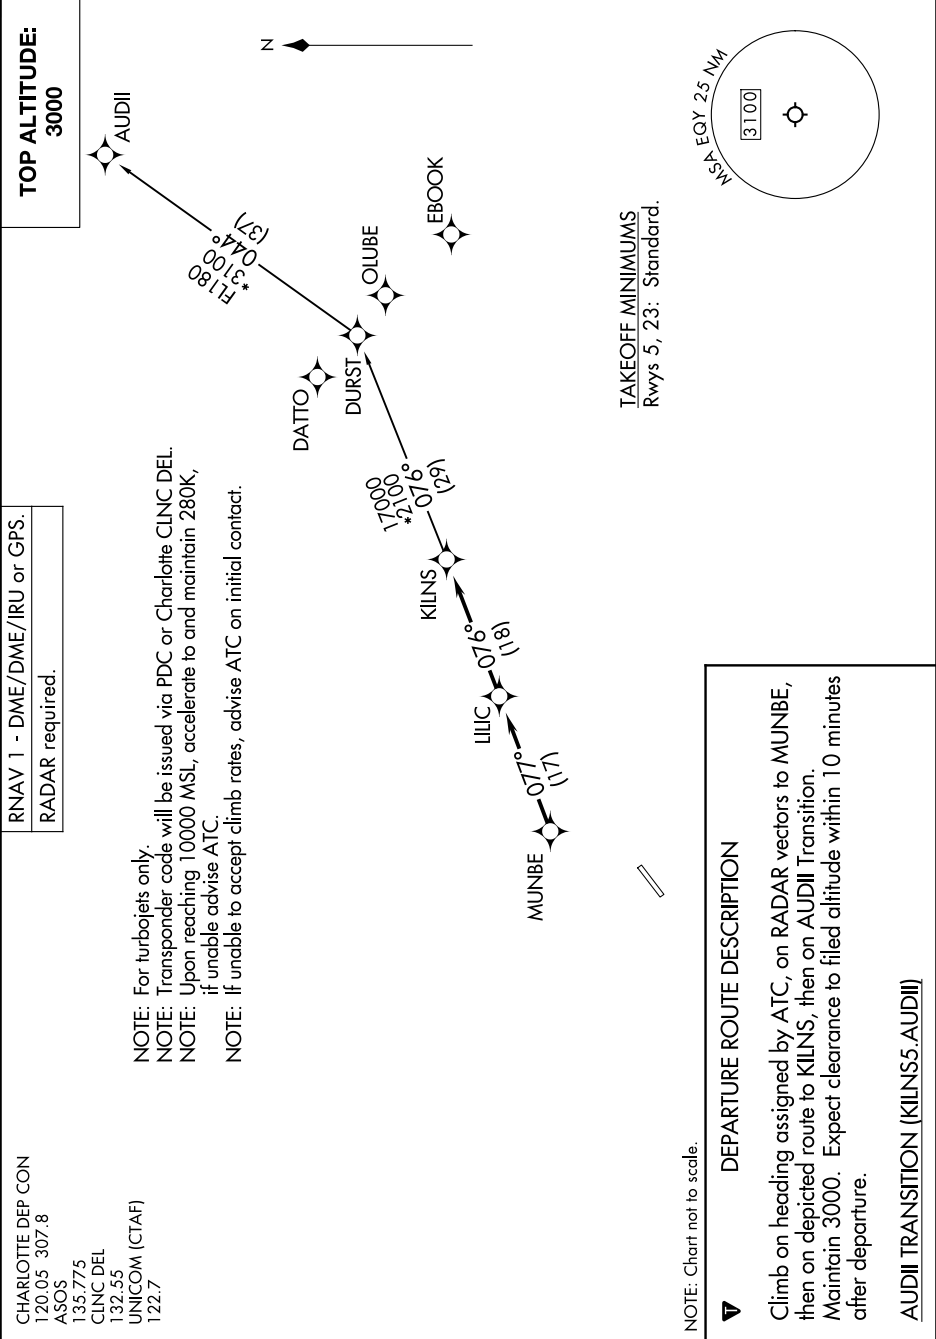 CHARLOTTE DEP CON
120.05 307.8
ASOS
135.775
CLNC DEL
132.55
UNICOM (CTAF)
122.7
RNAV 1 - DME/DME/IRU or GPS.
RADAR required.
TOP ALTITUDE:
3000
NOTE: For turbojets only.
NOTE: Transponder code will be issued via PDC or Charlotte CLNC DEL.
NOTE: Upon reaching 10000 MSL, accelerate to and maintain 280K,
if unable advise ATC.
NOTE: If unable to accept climb rates, advise ATC on initial contact.
N
AUDII
FL180
*3100
044°
(37)
OLUBE
EBOOK
DATTO
DURST
17000
*2100
076°
(29)
KILNS
076°
(18)
LILIC
077°
(17)
MUNBE
TAKEOFF MINIMUMS
Rwys 5, 23: Standard.
MSA EQY 25 NM
3100
NOTE: Chart not to scale.
T
DEPARTURE ROUTE DESCRIPTION
Climb on heading assigned by ATC, on RADAR vectors to MUNBE,
then on depicted route to KILNS, then on AUDII Transition.
Maintain 3000. Expect clearance to filed altitude within 10 minutes
after departure.
AUDII TRANSITION (KILNS5.AUDII)